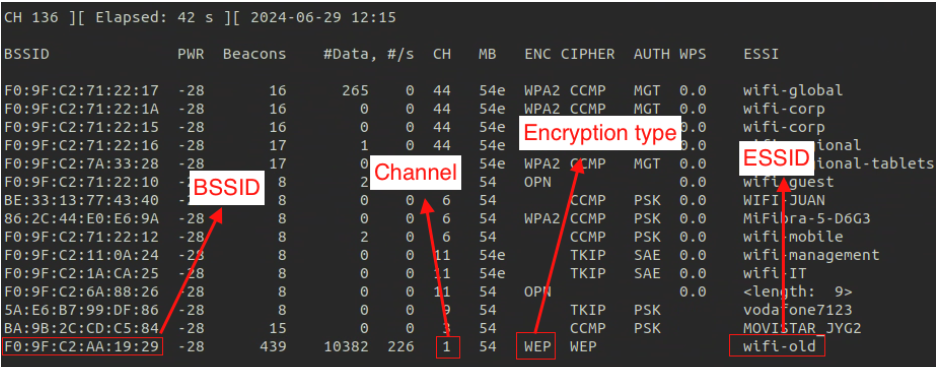 CH 136 ][ Elapsed: 42 s ][ 2024-06-29 12:15
BSSID PWR Beacons #Data, #/s CH MB ENC CIPHER AUTH WPS ESSI
F0:9F:C2:71:22:17 -28 16 265 0 44 54e WPA2 CCMP MGT 0.0 wifi-global
F0:9F:C2:71:22:1A -28 16 0 0 44 54e WPA2 CCMP MGT 0.0 wifi-corp
F0:9F:C2:71:22:15 -28 16 0 0 44 54e 0.0 wifi-corp
Encryption type
F0:9F:C2:71:22:16 -28 17 1 0 44 54e 0.0 ional
ESSID
F0:9F:C2:7A:33:28 -28 17 0 54e WPA2 CCMP MGT 0.0 ional-tablets
Channel
F0:9F:C2:71:22:10 8 2 54 OPN 0.0 wifi-guest
BSSID
BE:33:13:77:43:40 8 0 0 6 54 CCMP PSK 0.0 WIFI-JUAN
86:2C:44:E0:E6:9A -28 8 0 0 6 54 WPA2 CCMP PSK 0.0 MiFibra-5-D6G3
F0:9F:C2:71:22:12 -28 8 2 0 6 54 CCMP PSK 0.0 wifi-mobile
F0:9F:C2:11:0A:24 -28 8 0 0 11 54e TKIP SAE 0.0 wifi-management
F0:9F:C2:1A:CA:25 -28 8 0 0 11 54e TKIP SAE 0.0 wifi-IT
F0:9F:C2:6A:88:26 -28 8 0 0 11 54 OPN 0.0 <length: 9>
5A:E6:B7:99:DF:86 -28 8 0 0 9 54 TKIP PSK vodafone7123
BA:9B:2C:CD:C5:84 -28 15 0 0 3 54 CCMP PSK MOVISTAR_JYG2
F0:9F:C2:AA:19:29 -28 439 10382 226 1 54 WEP WEP wifi-old